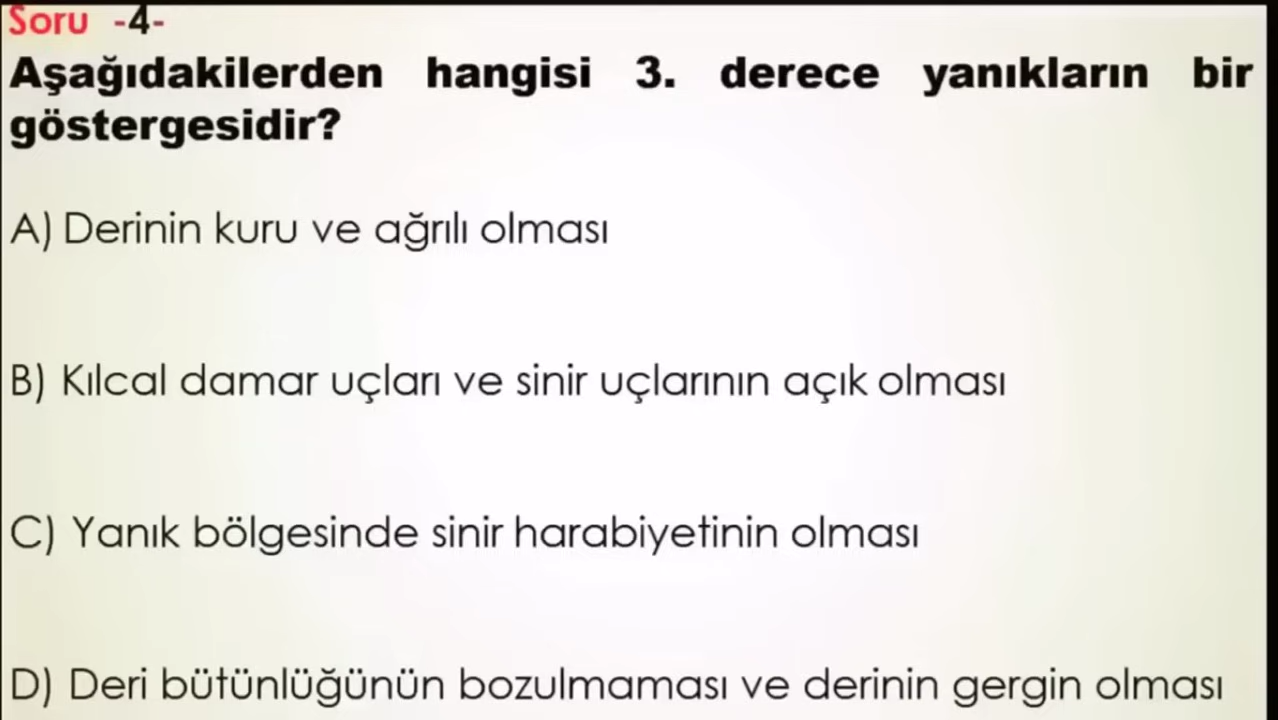 Soru -4-
Aşağıdakilerden hangisi 3. derece yanıkların bir
göstergesidir?
A) Derinin kuru ve ağrılı olması
B) Kılcal damar uçları ve sinir uçlarının açık olması
C) Yanık bölgesinde sinir harabiyetinin olması
D) Deri bütünlüğünün bozulmaması ve derinin gergin olması